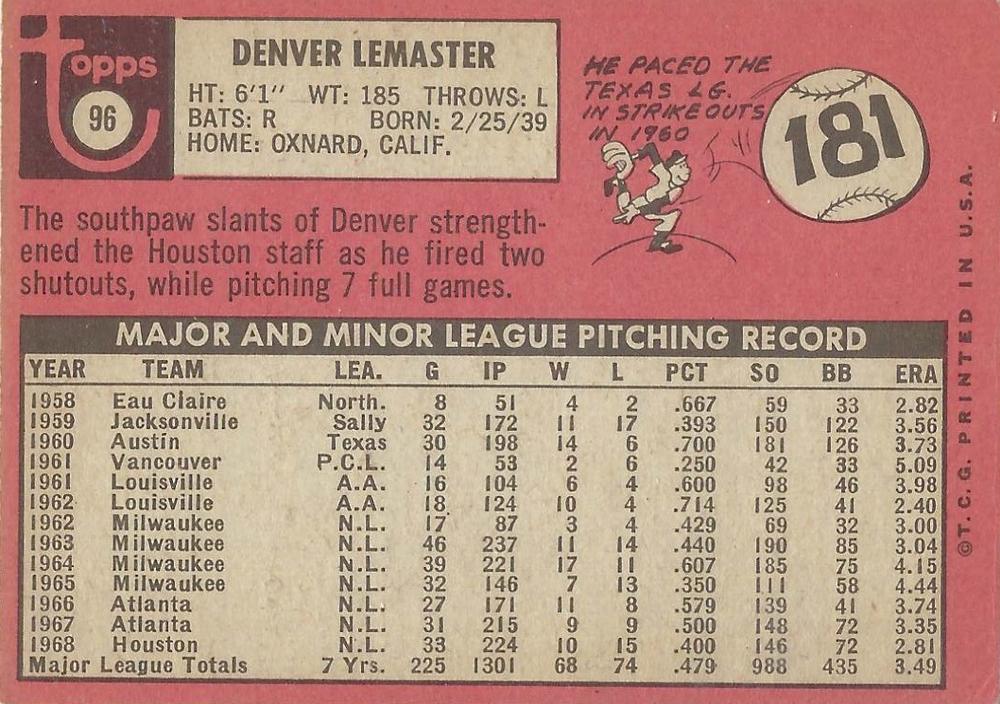 topps
96
DENVER LEMASTER
HT: 6'1" WT: 185 THROWS: L
BATS: R BORN: 2/25/39
HOME: OXNARD, CALIF.
HE PACED THE
TEXAS LG.
IN STRIKEOUTS
IN 1960
181
The southpaw slants of Denver strength-
ened the Houston staff as he fired two
shutouts, while pitching 7 full games.
MAJOR AND MINOR LEAGUE PITCHING RECORD
YEAR TEAM LEA. G IP W L PCT SO BB ERA
1958 Eau Claire North. 8 51 4 2 .667 59 33 2.82
1959 Jacksonville Sally 32 172 11 17 .393 150 122 3.56
1960 Austin Texas 30 198 14 6 .700 181 126 3.73
1961 Vancouver P.C.L. 14 53 2 6 .250 42 33 5.09
1961 Louisville A.A. 16 104 6 4 .600 98 46 3.98
1962 Louisville A.A. 18 124 10 4 .714 125 41 2.40
1962 Milwaukee N.L. 17 87 3 4 .429 69 32 3.00
1963 Milwaukee N.L. 46 237 11 14 .440 190 85 3.04
1964 Milwaukee N.L. 39 221 17 11 .607 185 75 4.15
1965 Milwaukee N.L. 32 146 7 13 .350 111 58 4.44
1966 Atlanta N.L. 27 171 11 8 .579 139 41 3.74
1967 Atlanta N.L. 31 215 9 9 .500 148 72 3.35
1968 Houston N.L. 33 224 10 15 .400 146 72 2.81
Major League Totals 7 Yrs. 225 1301 68 74 .479 988 435 3.49
©T.C.G. PRINTED IN U.S.A.